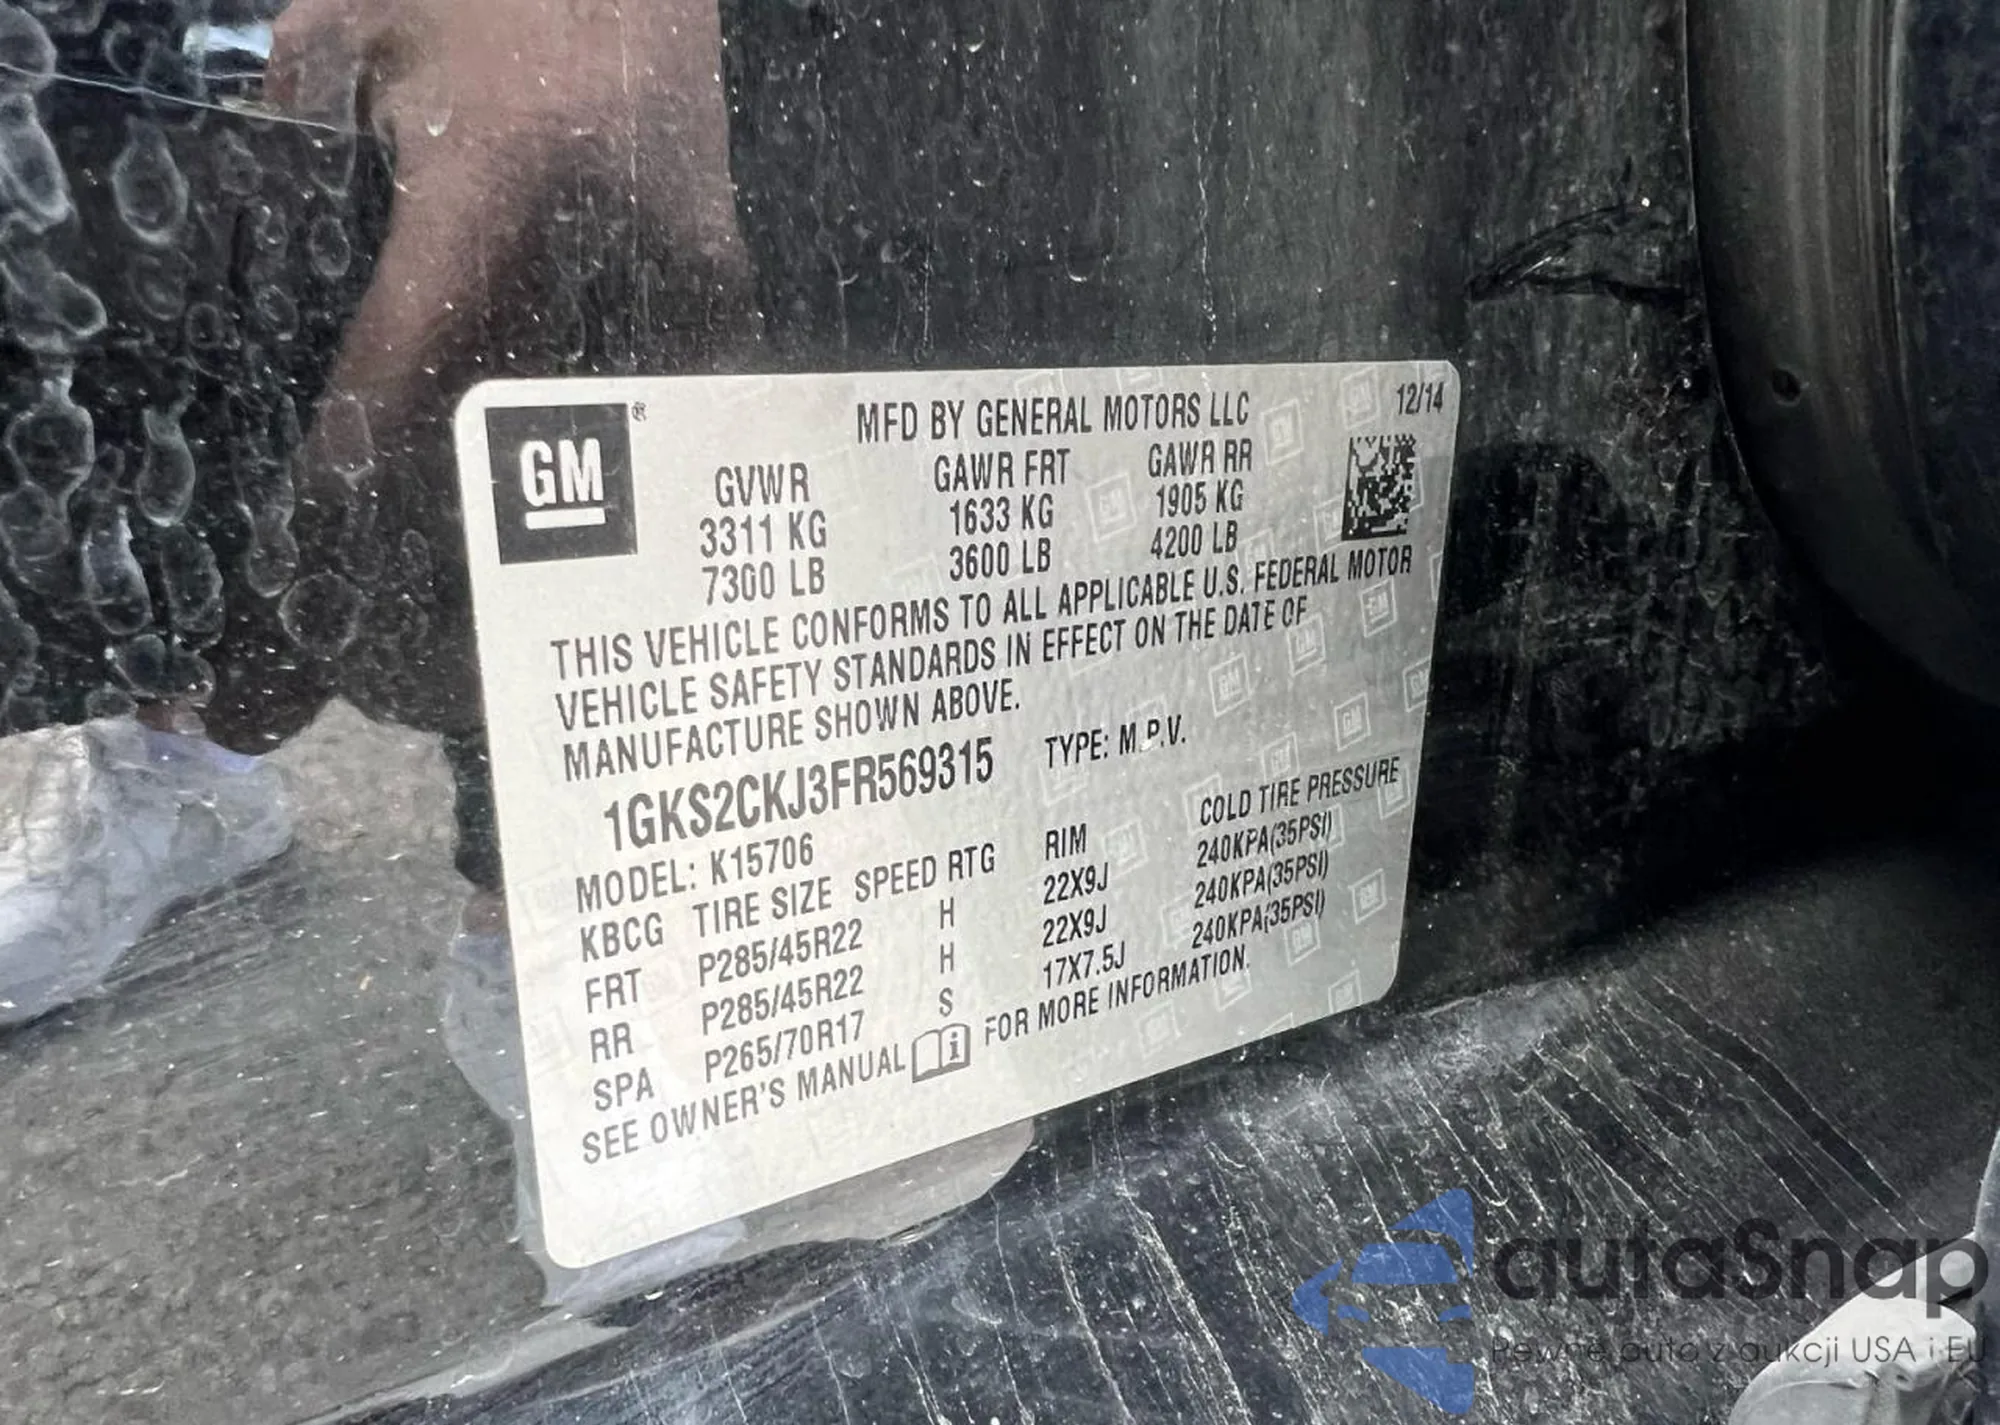 GM ®
MFD BY GENERAL MOTORS LLC 12/14
GVWR GAWR FRT GAWR RR
3311 KG 1633 KG 1905 KG
7300 LB 3600 LB 4200 LB
THIS VEHICLE CONFORMS TO ALL APPLICABLE U.S. FEDERAL MOTOR
VEHICLE SAFETY STANDARDS IN EFFECT ON THE DATE OF
MANUFACTURE SHOWN ABOVE.
1GKS2CKJ3FR569315 TYPE: M.P.V.
MODEL: K15706
KBCG TIRE SIZE SPEED RTG RIM COLD TIRE PRESSURE
FRT P285/45R22 H 22X9J 240KPA(35PSI)
RR P285/45R22 H 22X9J 240KPA(35PSI)
SPA P265/70R17 S 17X7.5J 240KPA(35PSI)
SEE OWNER'S MANUAL i FOR MORE INFORMATION.
autaSnap
Pewne auto z aukcji USA i EU